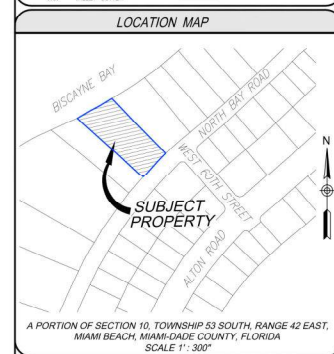 LOCATION MAP
BISCAYNE BAY
NORTH BAY ROAD
WEST STREET
N
SUBJECT
PROPERTY
ALTON ROAD
A PORTION OF SECTION 10, TOWNSHIP 53 SOUTH, RANGE 42 EAST,
MIAMI BEACH, MIAMI-DADE COUNTY, FLORIDA
SCALE 1' : 300"